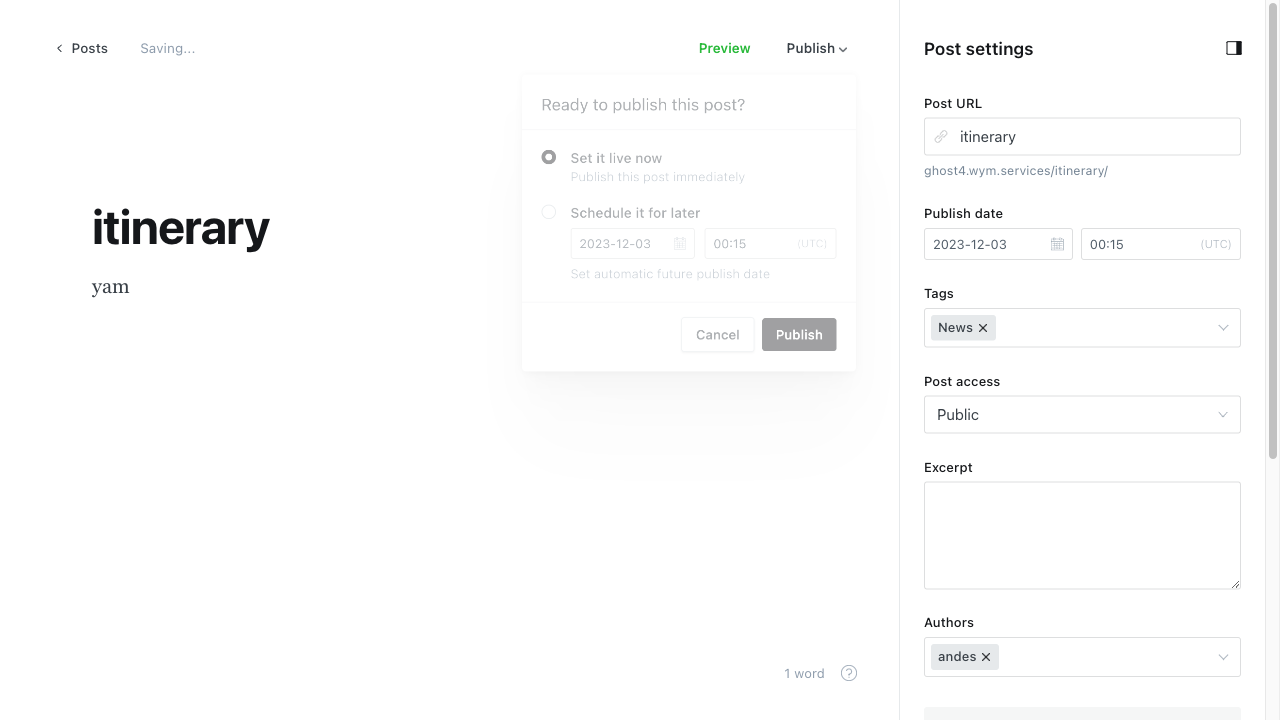 Posts
Saving...
Preview
Publish
Ready to publish this post?
Set it live now
Publish this post immediately
Schedule it for later
2023-12-03
00:15
(UTC)
Set automatic future publish date
Cancel
Publish
itinerary
yam
1 word
?
Post settings
Post URL
itinerary
ghost4.wym.services/itinerary/
Publish date
2023-12-03
00:15
(UTC)
Tags
News
Post access
Public
Excerpt
Authors
andes